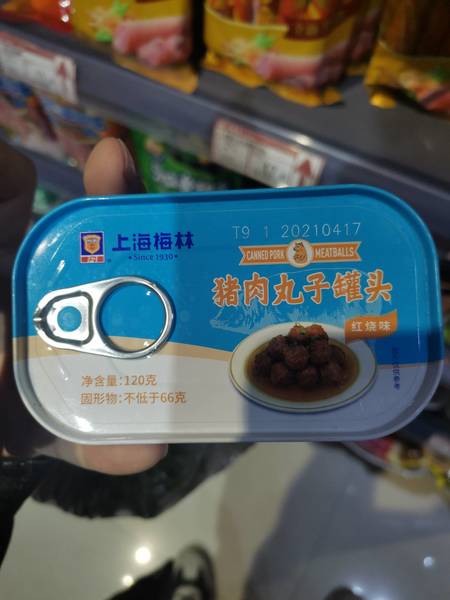 上海梅林
•Since 1930•
T9 1 20210417
CANNED PORK MEATBALLS
猪肉丸子罐头
红烧味
净含量:120克
固形物:不低于66克